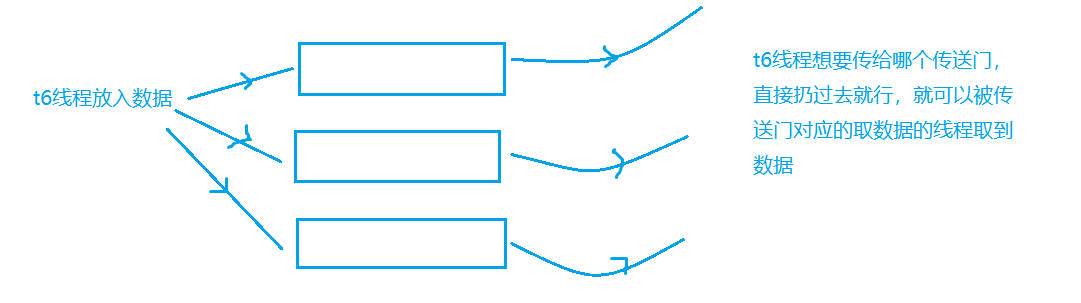 t6线程放入数据
t6线程想要传给哪个传送门，
直接扔过去就行，就可以被传
送门对应的取数据的线程取到
数据